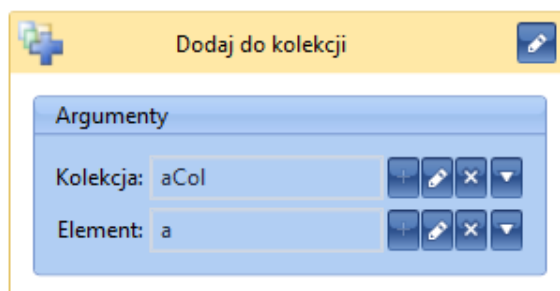 Dodaj do kolekcji
Argumenty
Kolekcja: aCol
Element: a